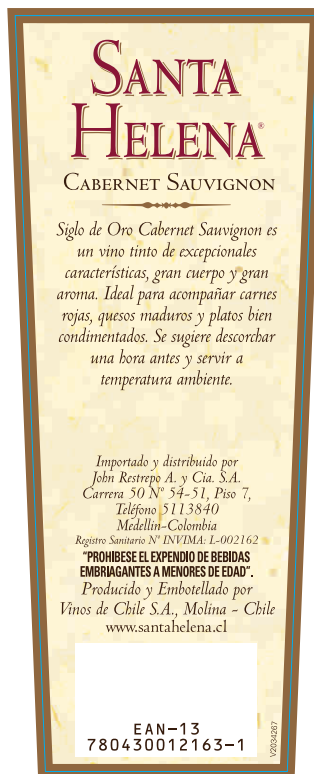 SANTA
HELENA®
CABERNET SAUVIGNON
Siglo de Oro Cabernet Sauvignon es
un vino tinto de excepcionales
características, gran cuerpo y gran
aroma. Ideal para acompañar carnes
rojas, quesos maduros y platos bien
condimentados. Se sugiere descorchar
una hora antes y servir a
temperatura ambiente.
Importado y distribuido por
John Restrepo A. y Cia. S.A.
Carrera 50 N° 54-51, Piso 7,
Teléfono 5113840
Medellín-Colombia
Registro Sanitario N° INVIMA: L-002162
"PROHIBESE EL EXPENDIO DE BEBIDAS
EMBRIAGANTES A MENORES DE EDAD".
Producido y Embotellado por
Vinos de Chile S.A., Molina - Chile
www.santahelena.cl
EAN-13
780430012163-1
V2034267